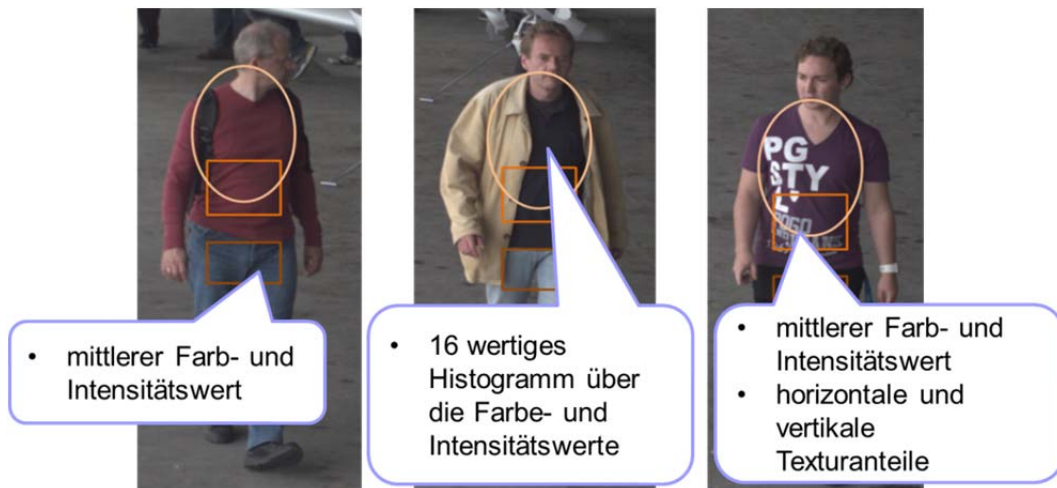 • mittlerer Farb- und
Intensitätswert
• 16 wertiges
Histogramm über
die Farbe- und
Intensitätswerte
PG
STY
L
POGO
• mittlerer Farb- und
Intensitätswert
• horizontale und
vertikale
Texturanteile